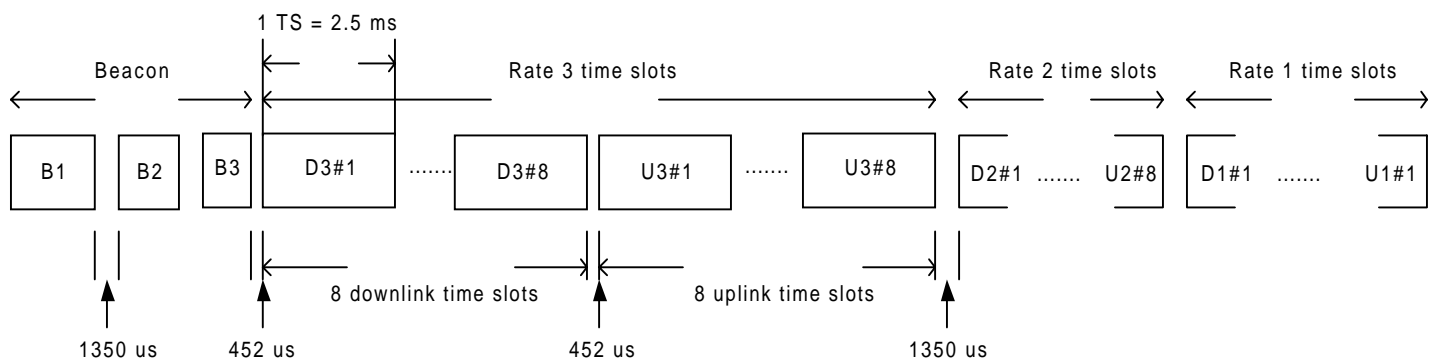 1 TS = 2.5 ms
Beacon
Rate 3 time slots
Rate 2 time slots
Rate 1 time slots
B1
B2
B3
D3#1
.......
D3#8
U3#1
.......
U3#8
D2#1
.......
U2#8
D1#1
.......
U1#1
8 downlink time slots
8 uplink time slots
1350 us
452 us
452 us
1350 us